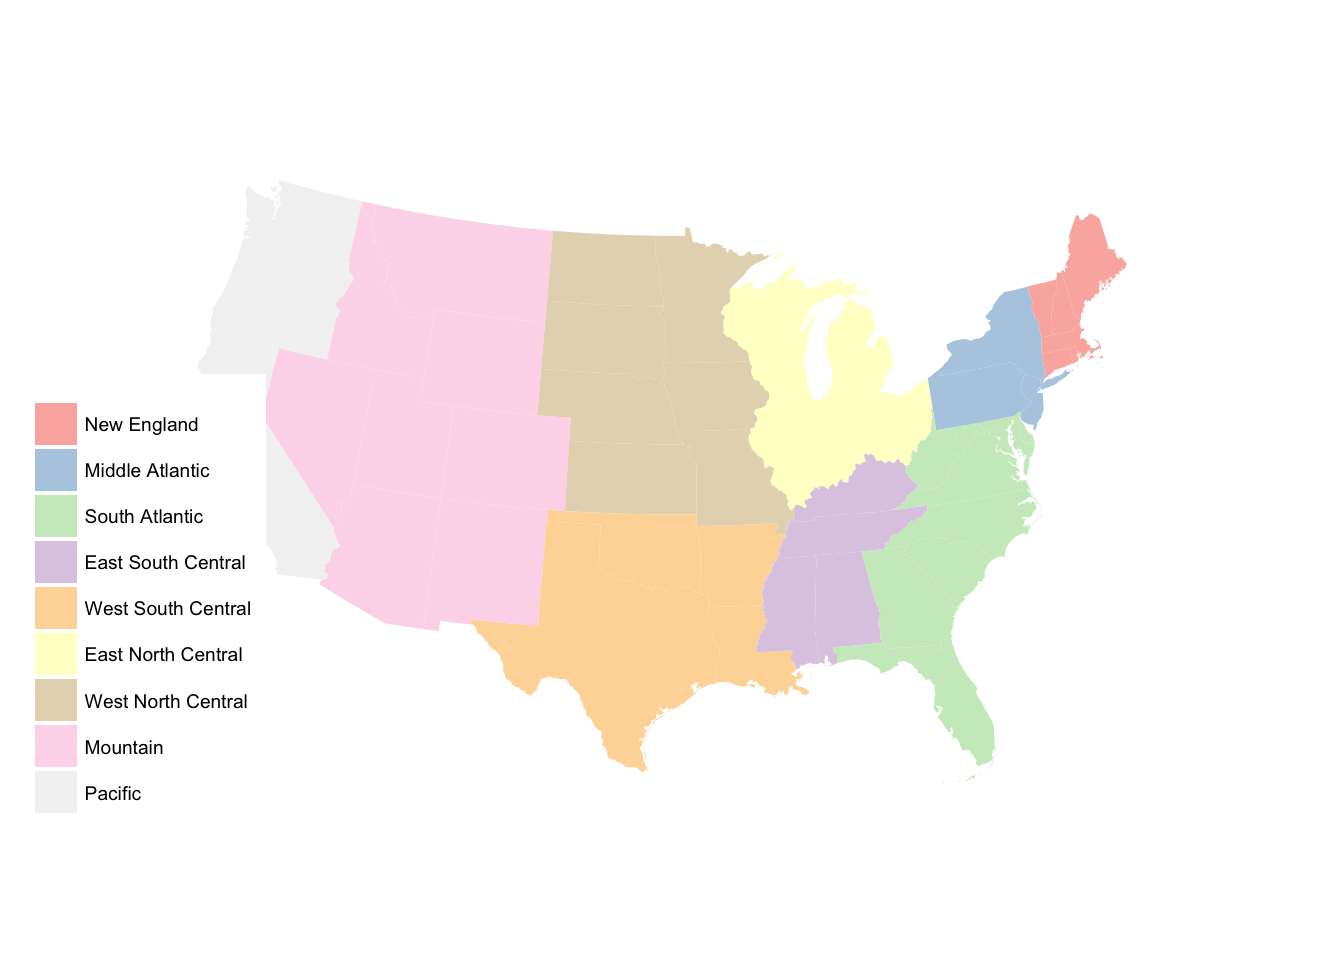 New England
Middle Atlantic
South Atlantic
East South Central
West South Central
East North Central
West North Central
Mountain
Pacific